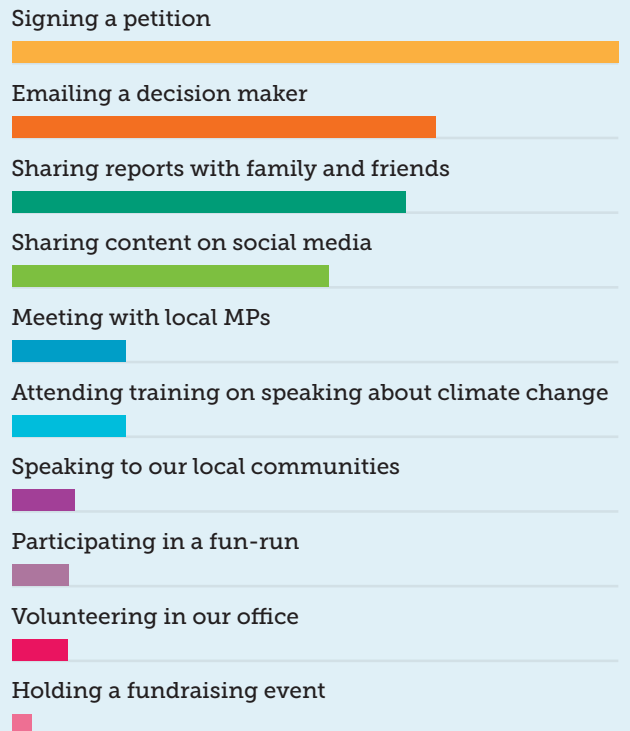 Signing a petition
Emailing a decision maker
Sharing reports with family and friends
Sharing content on social media
Meeting with local MPs
Attending training on speaking about climate change
Speaking to our local communities
Participating in a fun-run
Volunteering in our office
Holding a fundraising event